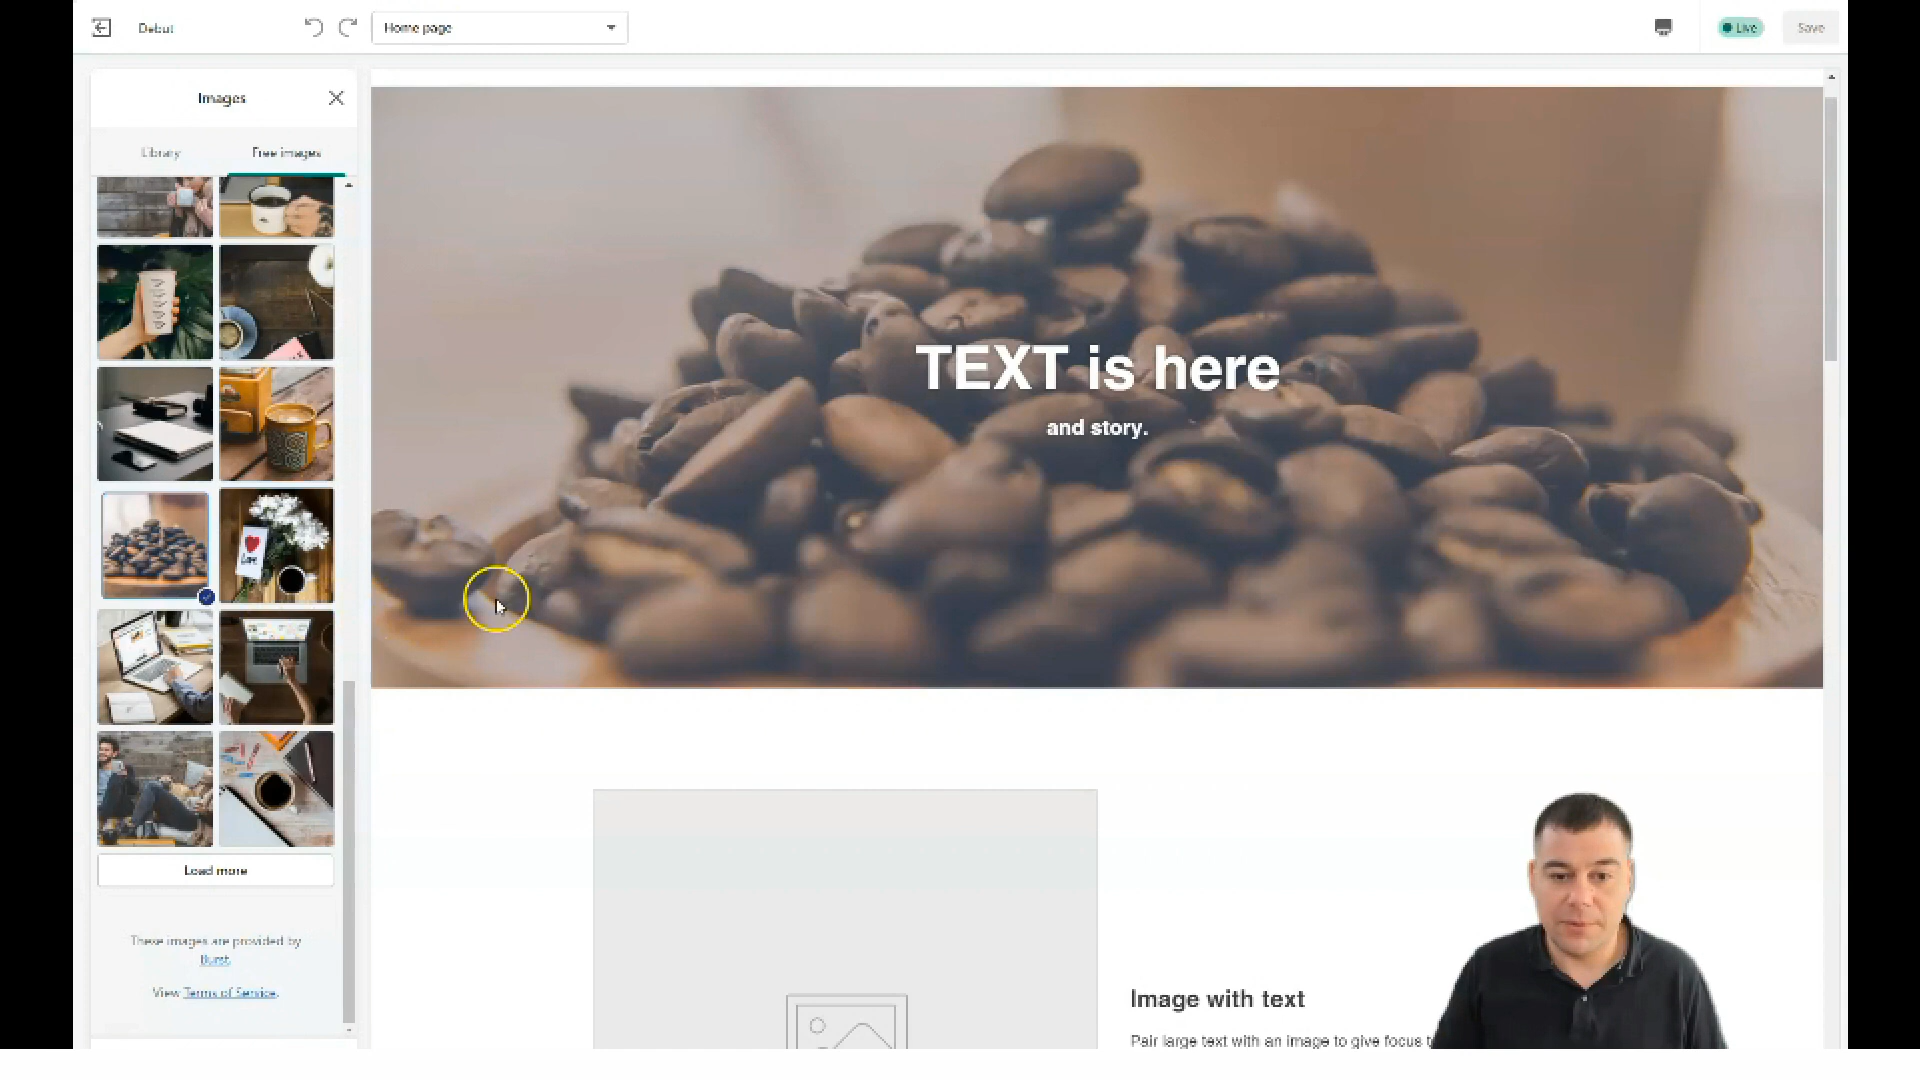 Debut
Home page
Live
Save
Images
Library
Free images
Love
Load more
These images are provided by
Burst.
View Terms of Service.
TEXT is here
and story.
Image with text
Pair large text with an image to give focus t